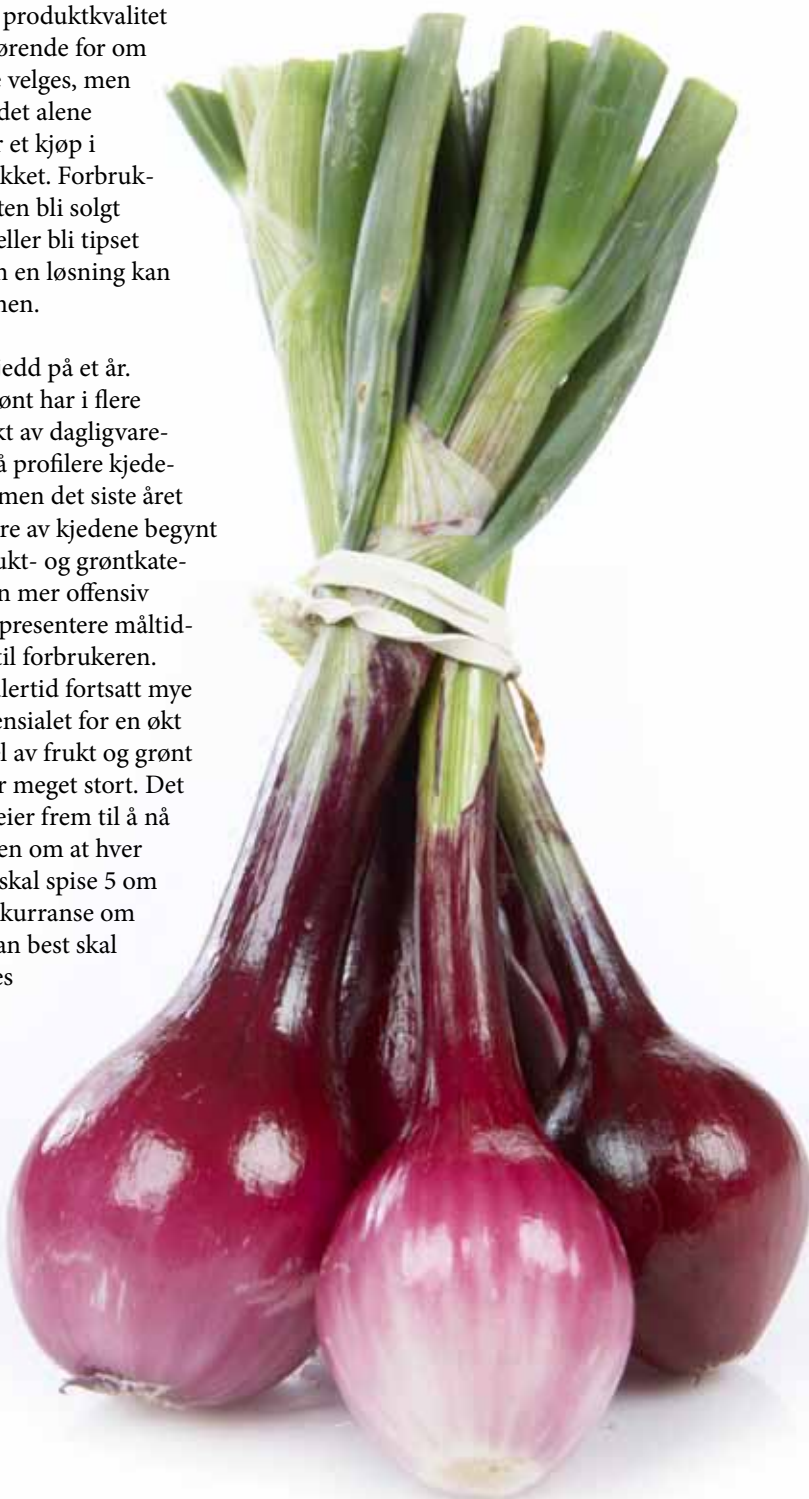 produktkvalitet
ørende for om
velges, men
det alene
r et kjøp i
kket. Forbruk-
ten bli solgt
eller bli tipset
n en løsning kan
nen.
edd på et år.
ønt har i flere
kt av dagligvare-
å profilere kjede-
men det siste året
re av kjedene begynt
ukt- og grøntkate-
n mer offensiv
presentere måltid-
til forbrukeren.
lertid fortsatt mye
ensialet for en økt
l av frukt og grønt
r meget stort. Det
eier frem til å nå
en om at hver
skal spise 5 om
kurranse om
an best skal
es